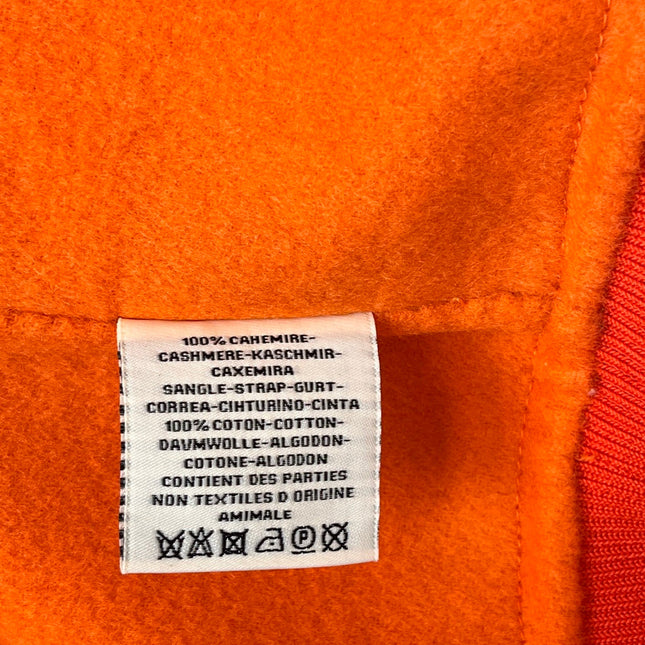 100% CAHEMIRE-
CASHMERE-KASCHMIR-
CAXEMIRA
SANGLE-STRAP-GURT-
CORREA-CIHTURINO-CINTA
100% COTON-COTTON-
DAVMWOLLE-ALGODON-
COTONE-ALGODON
CONTIENT DES PARTIES
NON TEXTILES D ORIGINE
AMIMALE
P